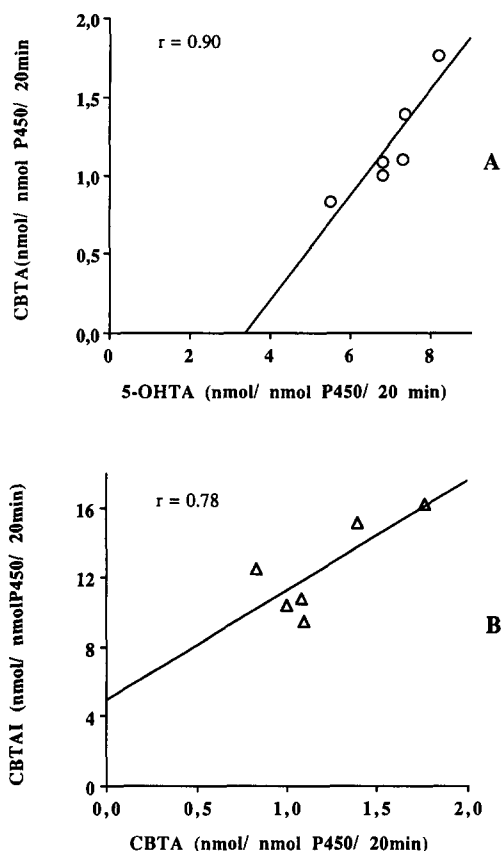 2,0
r = 0.90
1,5
1,0
0,5
0,0
CBTA(nmol/ nmol P450/ 20min
A
0 2 4 6 8
5-OHTA (nmol/ nmol P450/ 20 min)
r = 0.78
16
12
8
4
0
CBTAI (nmol/ nmolP450/ 20min)
B
0,0 0,5 1,0 1,5 2,0
CBTA (nmol/ nmol P450/ 20min)